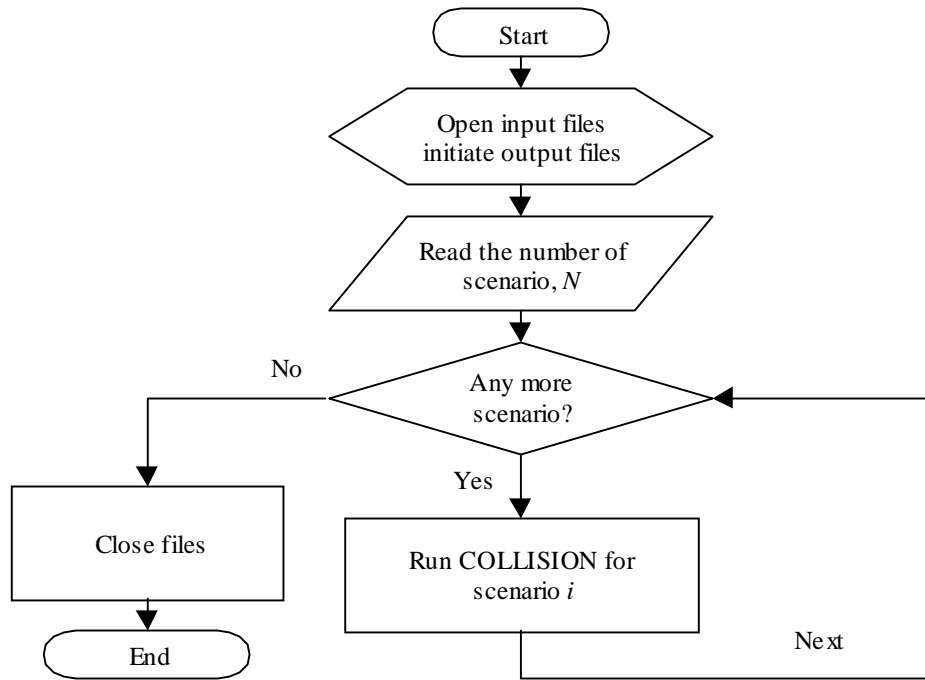 Start
Open input files
initiate output files
Read the number of
scenario, N
No
Any more
scenario?
Yes
Close files
Run COLLISION for
scenario i
Next
End